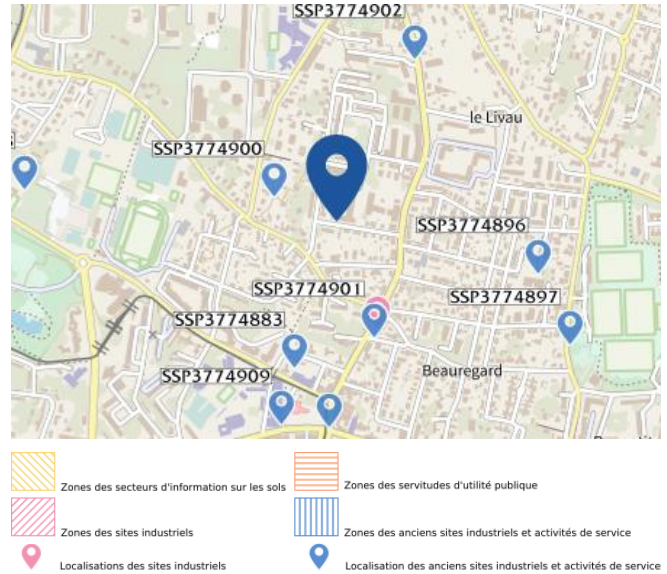 SSP3774902
le Livau
SSP3774900
SSP3774896
SSP3774901
SSP3774897
SSP3774883
Beauregard
SSP3774909
Zones des secteurs d'information sur les sols
Zones des servitudes d'utilité publique
Zones des sites industriels
Zones des anciens sites industriels et activités de service
Localisations des sites industriels
Localisation des anciens sites industriels et activités de service